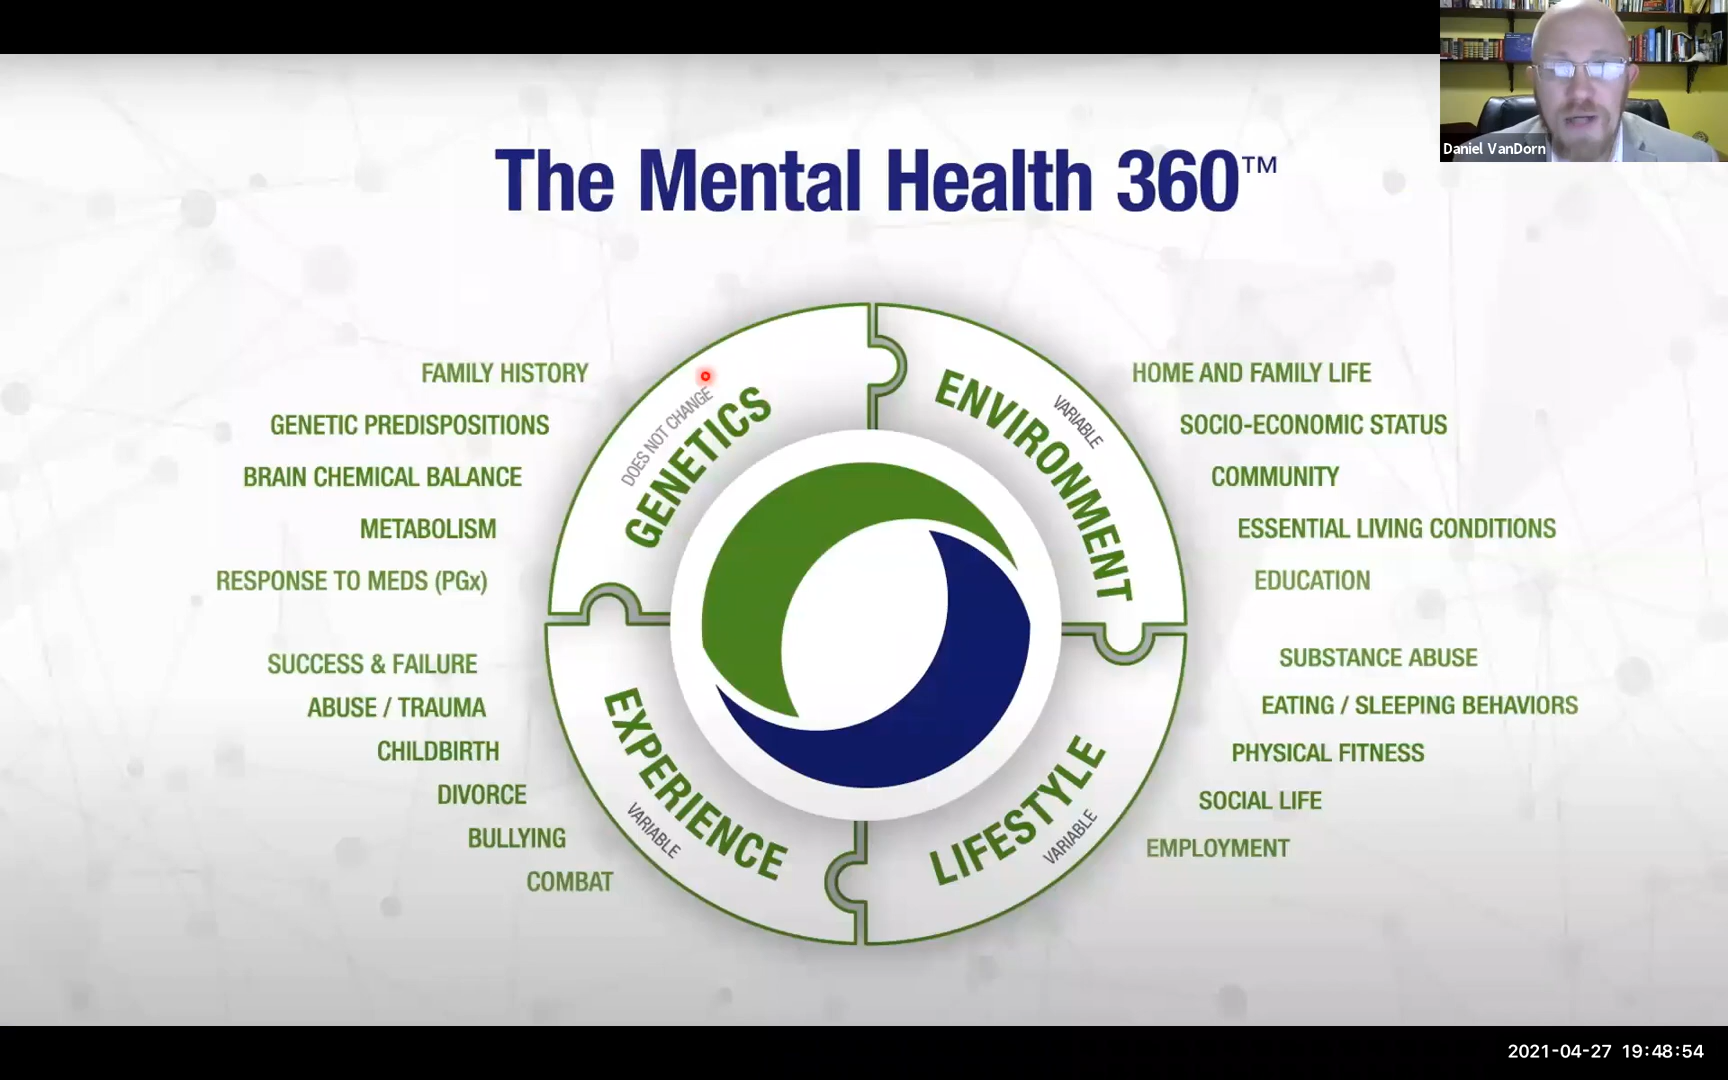 Daniel VanDorn
The Mental Health 360™
FAMILY HISTORY
GENETIC PREDISPOSITIONS
BRAIN CHEMICAL BALANCE
METABOLISM
RESPONSE TO MEDS (PGx)
DOES NOT CHANGE
GENETICS
ENVIRONMENT
VARIABLE
HOME AND FAMILY LIFE
SOCIO-ECONOMIC STATUS
COMMUNITY
ESSENTIAL LIVING CONDITIONS
EDUCATION
SUCCESS & FAILURE
ABUSE / TRAUMA
CHILDBIRTH
DIVORCE
BULLYING
COMBAT
EXPERIENCE
VARIABLE
LIFESTYLE
VARIABLE
SUBSTANCE ABUSE
EATING / SLEEPING BEHAVIORS
PHYSICAL FITNESS
SOCIAL LIFE
EMPLOYMENT
2021-04-27 19:48:54